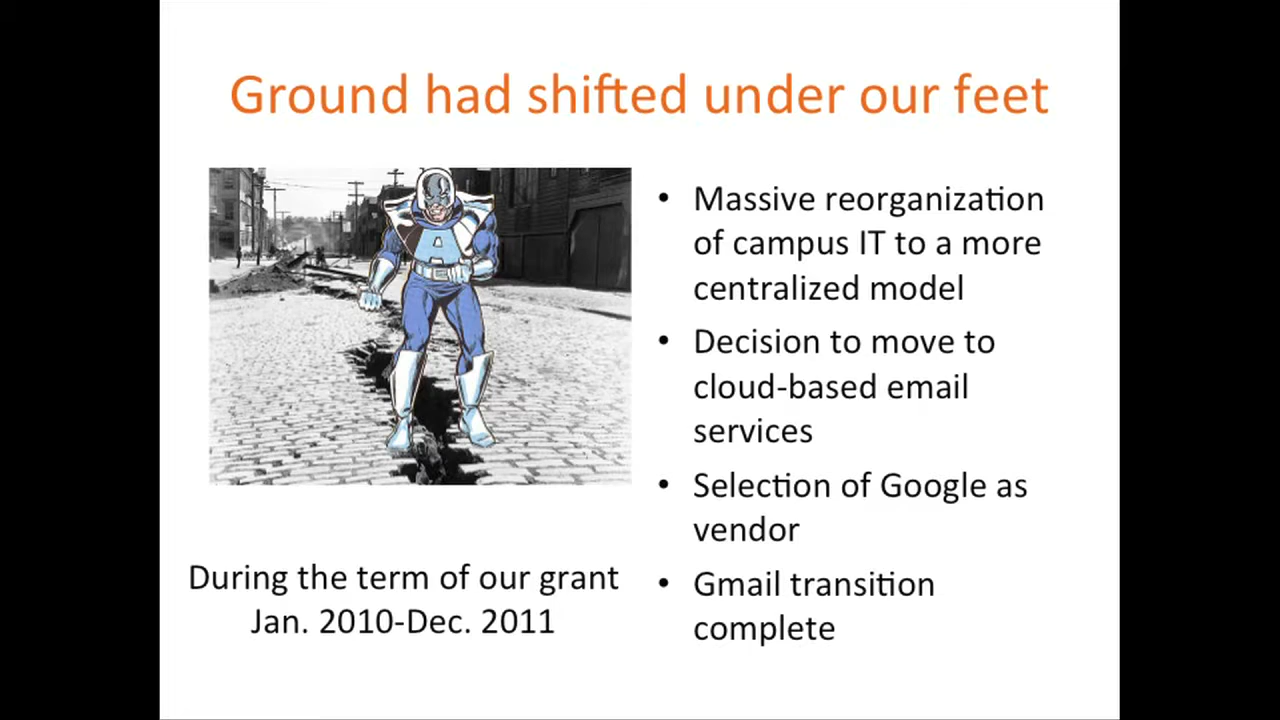 Ground had shifted under our feet
A
During the term of our grant
Jan. 2010-Dec. 2011
• Massive reorganization
of campus IT to a more
centralized model
• Decision to move to
cloud-based email
services
• Selection of Google as
vendor
• Gmail transition
complete